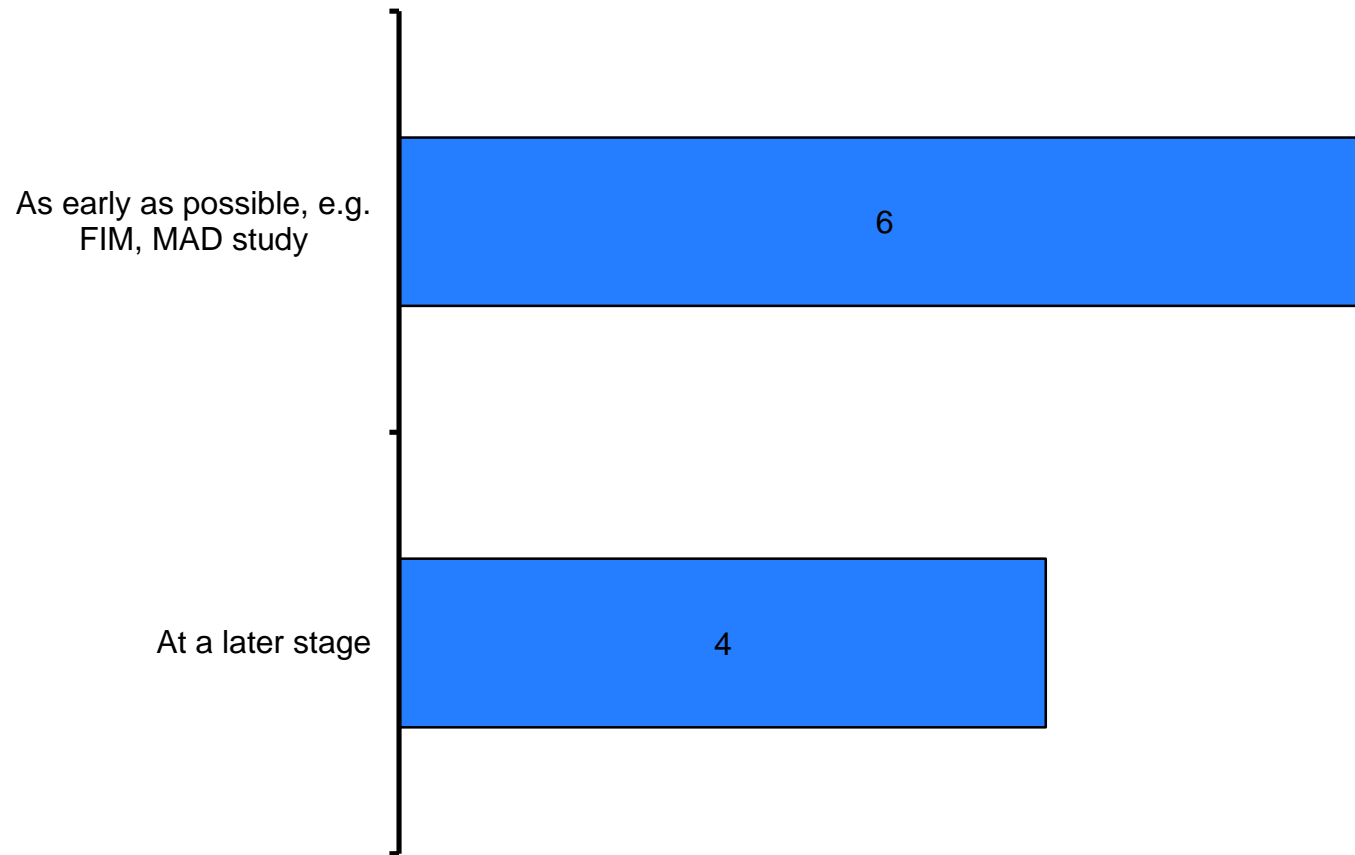 As early as possible, e.g.
FIM, MAD study
6
At a later stage
4